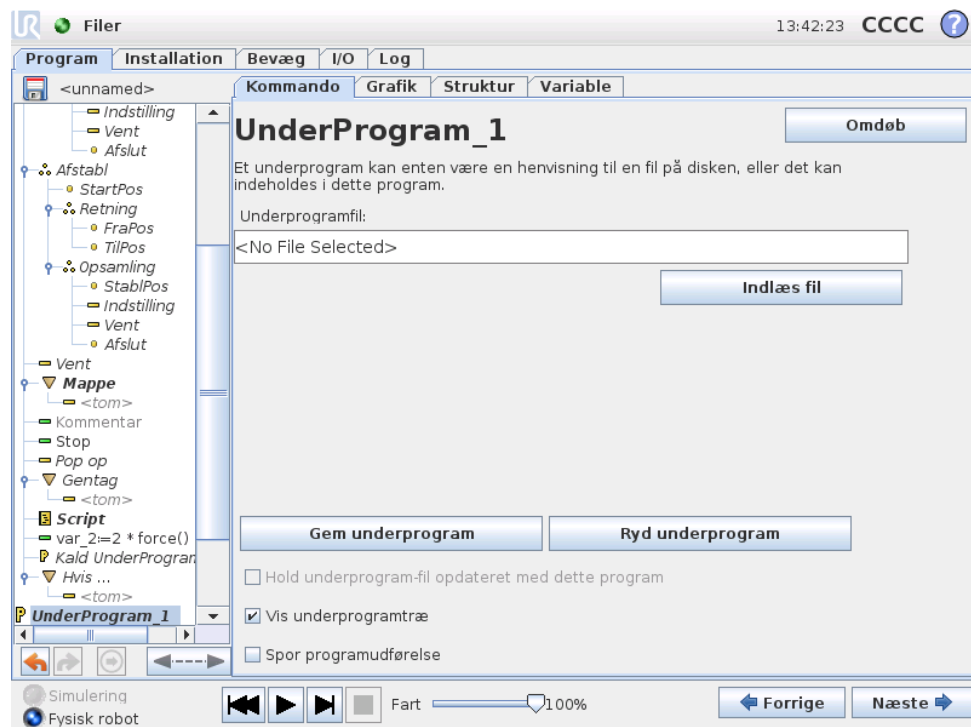 UR Filer 13:42:23 CCCC ?
Program Installation Bevæg I/O Log
<unnamed>
Kommando Grafik Struktur Variable
Indstilling
Vent
Afslut
Afstabl
StartPos
Retning
FraPos
TilPos
Opsamling
StablPos
Indstilling
Vent
Afslut
Vent
Mappe
<tom>
Kommentar
Stop
Pop op
Gentag
<tom>
Script
var_2:=2 * force()
Kald UnderProgran
Hvis ...
<tom>
UnderProgram_1
UnderProgram_1
Omdøb
Et underprogram kan enten være en henvisning til en fil på disken, eller det kan
indeholdes i dette program.
Underprogramfil:
<No File Selected>
Indlæs fil
Gem underprogram
Ryd underprogram
Hold underprogram-fil opdateret med dette program
Vis underprogramtræ
Spor programudførelse
Simulering
Fysisk robot
Fart 100%
Forrige
Næste